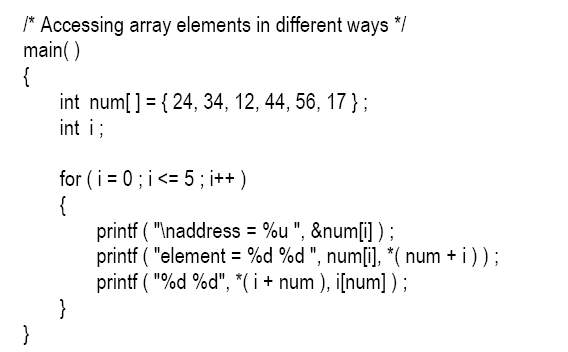 /* Accessing array elements in different ways */
main( )
{
int num[ ] = { 24, 34, 12, 44, 56, 17 } ;
int i ;
for ( i = 0 ; i <= 5 ; i++ )
{
printf ( "\naddress = %u ", &num[i] ) ;
printf ( "element = %d %d ", num[i], *( num + i ) ) ;
printf ( "%d %d", *( i + num ), i[num] ) ;
}
}